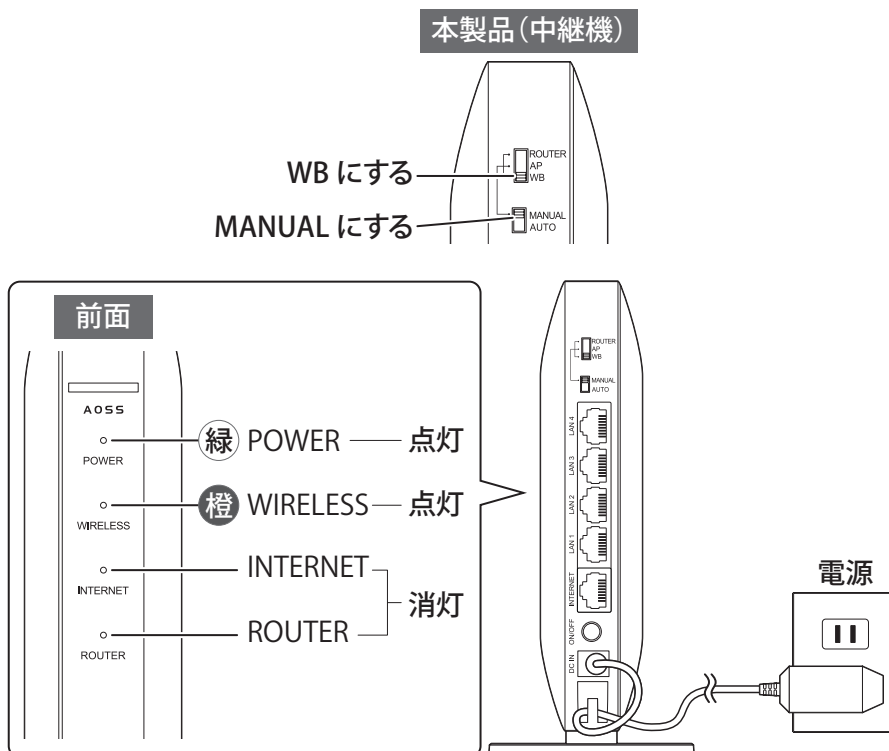 本製品（中継機）
ROUTER
AP
WB
WB にする
MANUAL にする
MANUAL
AUTO
前面
AOSS
POWER
緑 POWER 点灯
WIRELESS
橙 WIRELESS 点灯
INTERNET
INTERNET
消灯
ROUTER
ROUTER
ROUTER
AP
WB
MANUAL
AUTO
LAN 4
LAN 3
LAN 2
LAN 1
INTERNET
ON/OFF
DC IN
電源